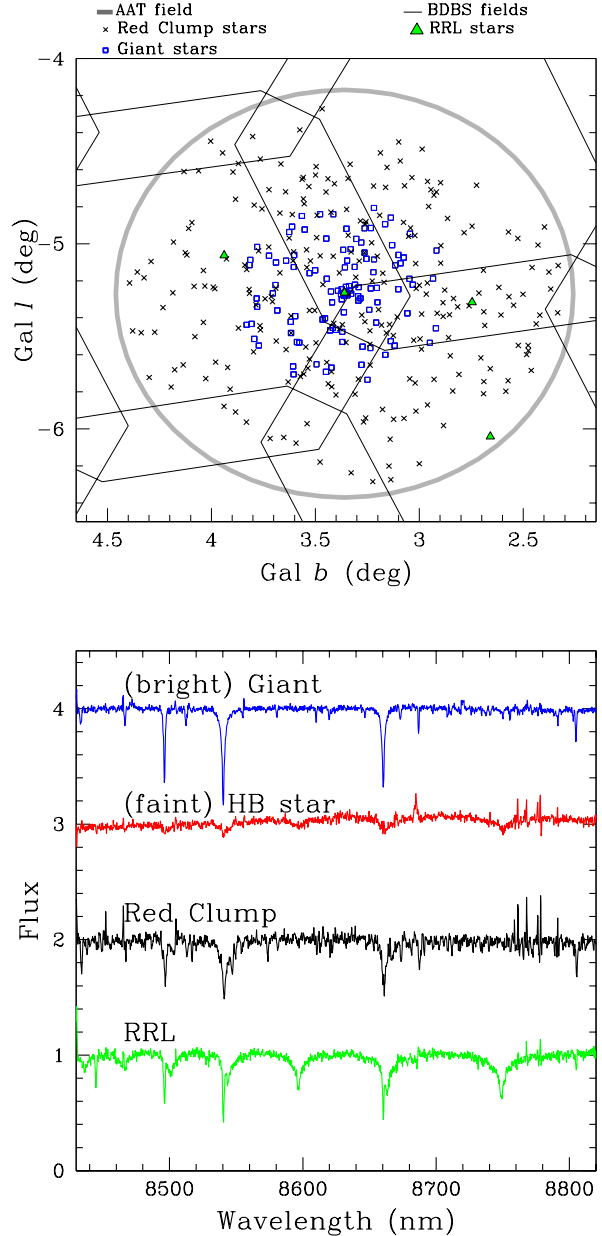 AAT field
BDBS fields
Red Clump stars
RRL stars
Giant stars
−4
−5
−6
Gal l (deg)
4.5 4 3.5 3 2.5
Gal b (deg)
(bright) Giant
(faint) HB star
Red Clump
RRL
4
3
2
1
0
Flux
8500 8600 8700 8800
Wavelength (nm)